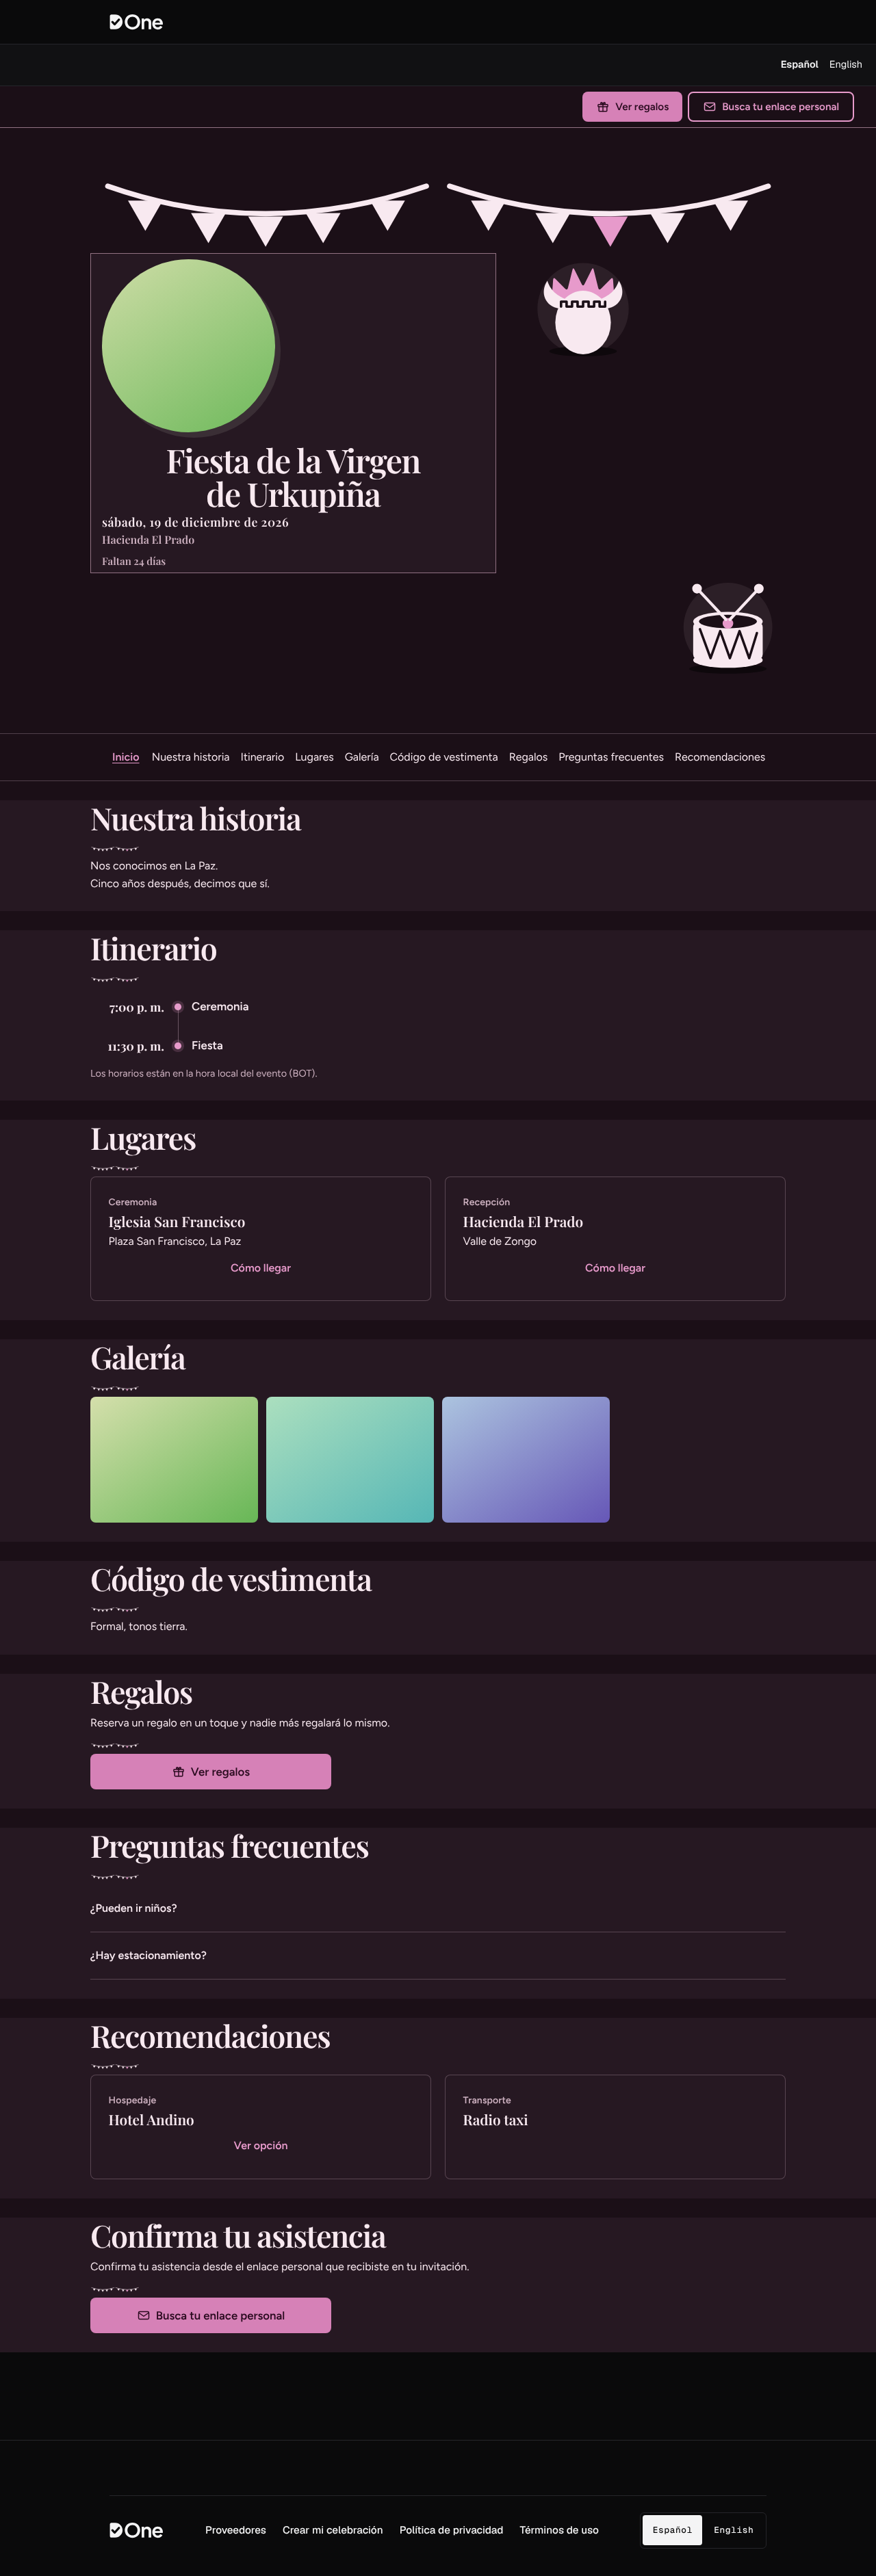 One
Español English
Ver regalos Busca tu enlace personal
Fiesta de la Virgen
de Urkupiña
sábado, 19 de diciembre de 2026
Hacienda El Prado
Faltan 24 días
Inicio Nuestra historia Itinerario Lugares Galería Código de vestimenta Regalos Preguntas frecuentes Recomendaciones
Nuestra historia
Nos conocimos en La Paz.
Cinco años después, decimos que sí.
Itinerario
7:00 p. m. Ceremonia
11:30 p. m. Fiesta
Los horarios están en la hora local del evento (BOT).
Lugares
Ceremonia
Iglesia San Francisco
Plaza San Francisco, La Paz
Cómo llegar
Recepción
Hacienda El Prado
Valle de Zongo
Cómo llegar
Galería
Código de vestimenta
Formal, tonos tierra.
Regalos
Reserva un regalo en un toque y nadie más regalará lo mismo.
Ver regalos
Preguntas frecuentes
¿Pueden ir niños?
¿Hay estacionamiento?
Recomendaciones
Hospedaje
Hotel Andino
Ver opción
Transporte
Radio taxi
Confirma tu asistencia
Confirma tu asistencia desde el enlace personal que recibiste en tu invitación.
Busca tu enlace personal
One Proveedores Crear mi celebración Política de privacidad Términos de uso Español English